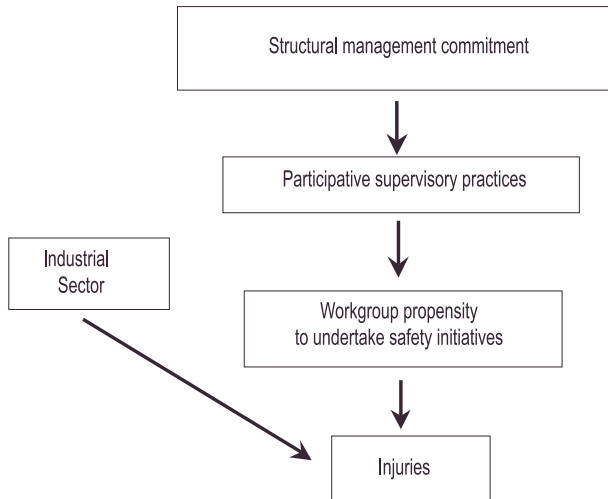 Structural management commitment
Participative supervisory practices
Industrial
Sector
Workgroup propensity
to undertake safety initiatives
Injuries